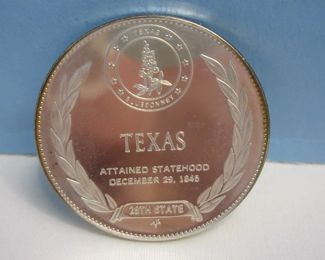 TEXAS
BLUEBONNET
TEXAS
ATTAINED STATEHOOD
DECEMBER 29, 1845
28TH STATE